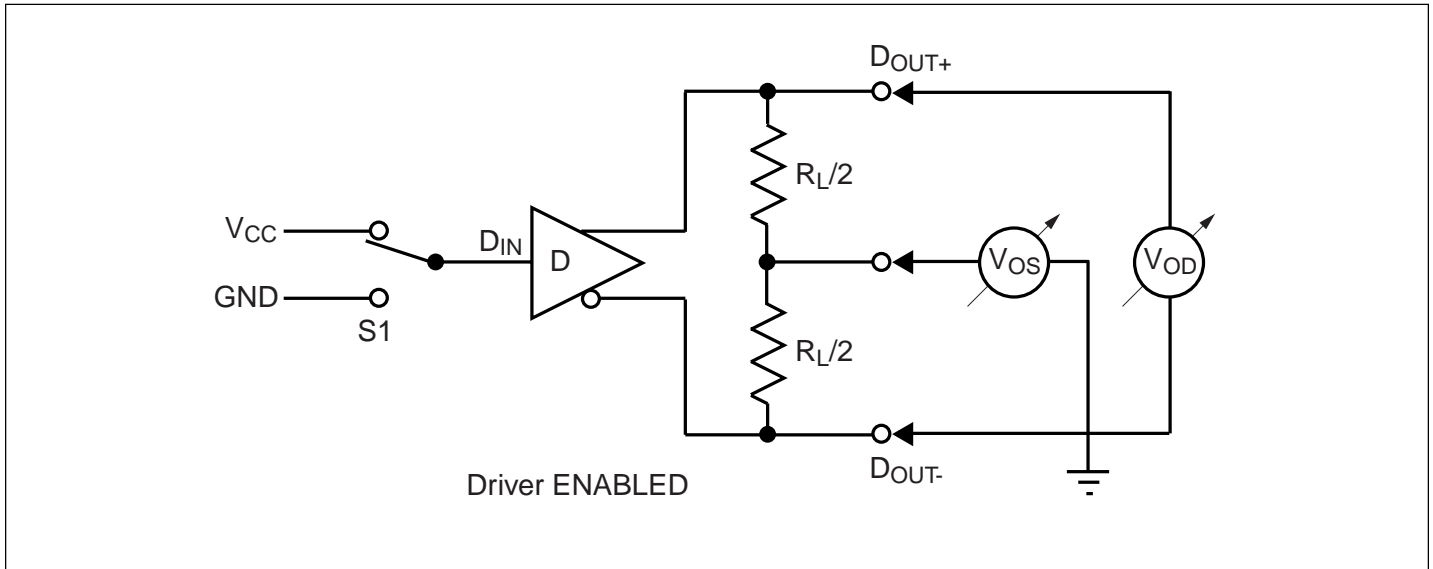 DOUT+
RL/2
VCC
DIN
D
VOS
VOD
GND
S1
RL/2
DOUT-
Driver ENABLED